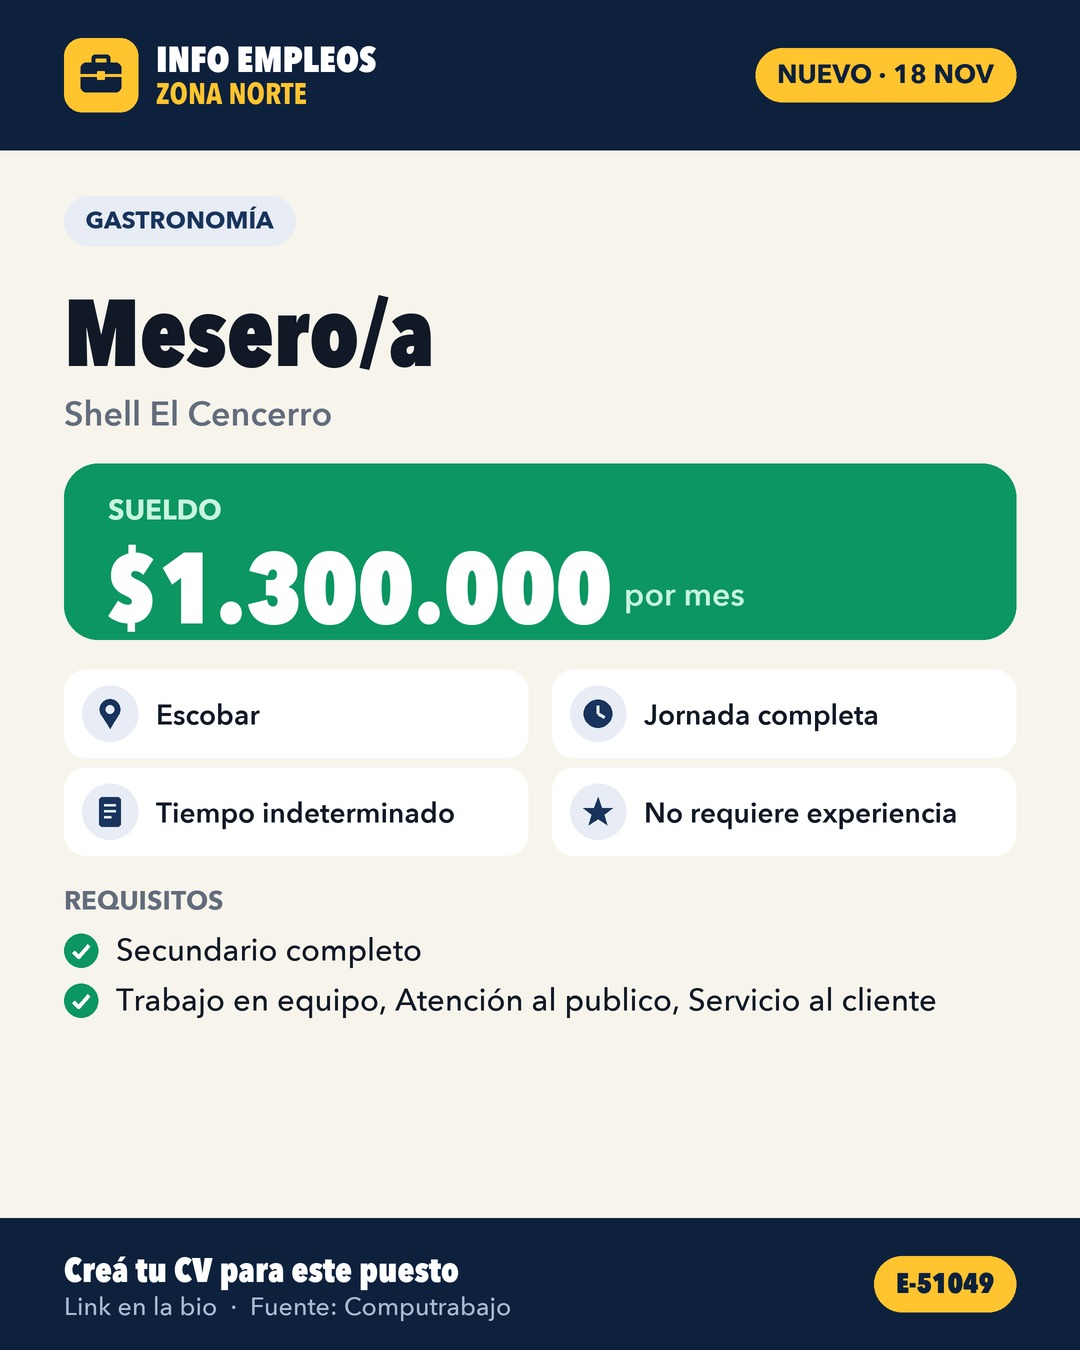 INFO EMPLEOS
ZONA NORTE
NUEVO · 18 NOV
GASTRONOMÍA
Mesero/a
Shell El Cencerro
SUELDO
$1.300.000 por mes
Escobar
Jornada completa
Tiempo indeterminado
No requiere experiencia
REQUISITOS
Secundario completo
Trabajo en equipo, Atención al publico, Servicio al cliente
Creá tu CV para este puesto
Link en la bio · Fuente: Computrabajo
E-51049